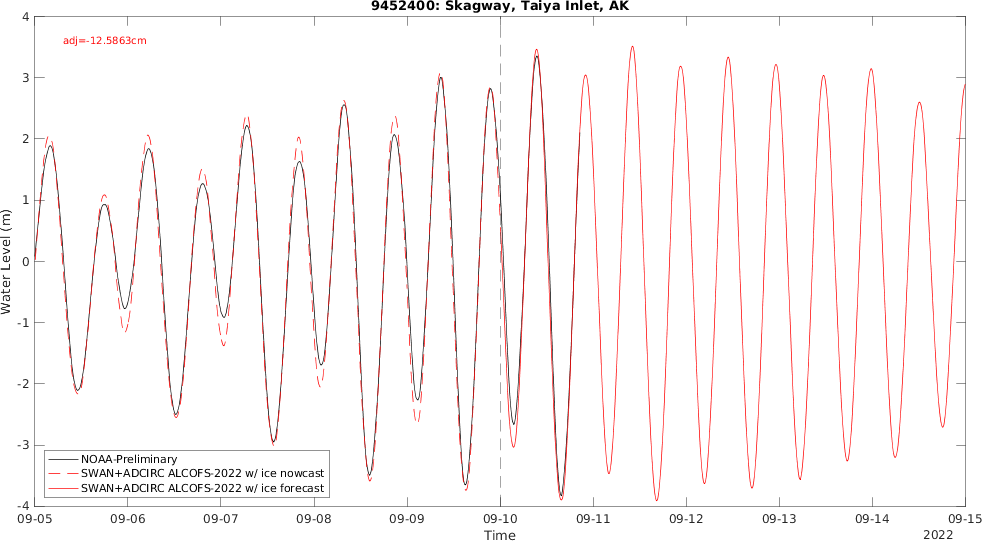 9452400: Skagway, Taiya Inlet, AK
adj=-12.5863cm
4
3
2
1
0
-1
-2
-3
-4
Water Level (m)
NOAA-Preliminary
SWAN+ADCIRC ALCOFS-2022 w/ ice nowcast
SWAN+ADCIRC ALCOFS-2022 w/ ice forecast
09-05 09-06 09-07 09-08 09-09 09-10 09-11 09-12 09-13 09-14 09-15
Time
2022